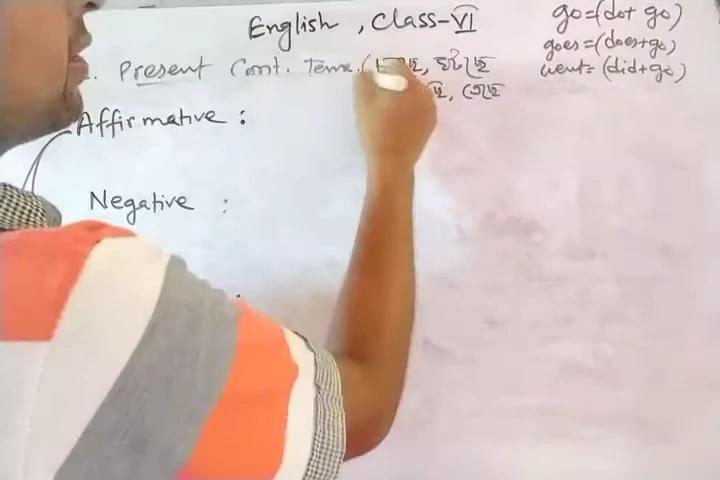 English , Class-VI
go=(do+ go)
goes=(does+go)
went= (did+go)
. Present Cont. Tense.(
Affirmative :
Negative :